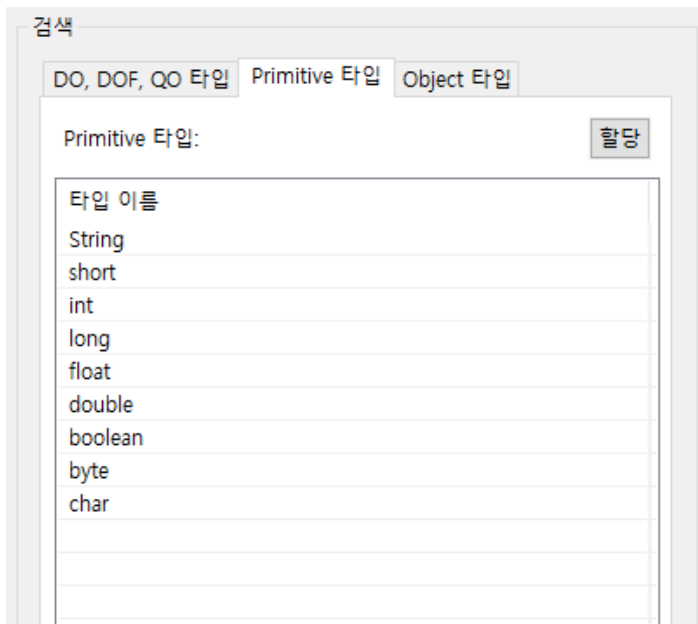 검색
DO, DOF, QO 타입 Primitive 타입 Object 타입
Primitive 타입: 할당
타입 이름
String
short
int
long
float
double
boolean
byte
char